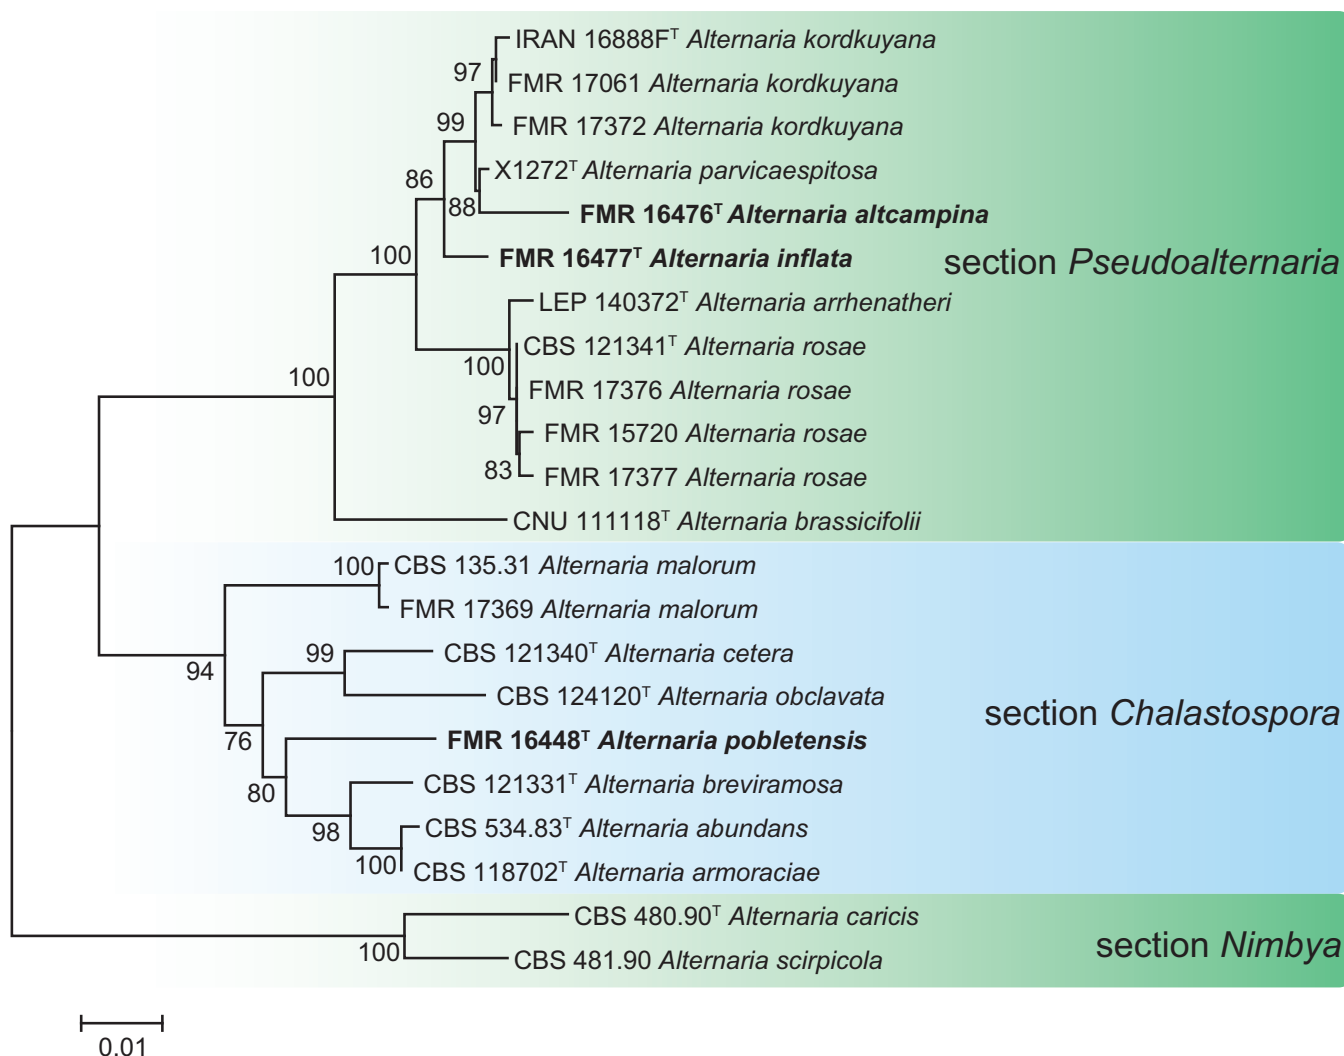 IRAN 16888Fᵀ Alternaria kordkuyana
97
FMR 17061 Alternaria kordkuyana
99
FMR 17372 Alternaria kordkuyana
X1272ᵀ Alternaria parvicaespitosa
86
88
FMR 16476ᵀ Alternaria altcampina
100
FMR 16477ᵀ Alternaria inflata
section Pseudoalternaria
LEP 140372ᵀ Alternaria arrhenatheri
CBS 121341ᵀ Alternaria rosae
100
100
FMR 17376 Alternaria rosae
97
FMR 15720 Alternaria rosae
83
FMR 17377 Alternaria rosae
CNU 111118ᵀ Alternaria brassicifolii
100
CBS 135.31 Alternaria malorum
FMR 17369 Alternaria malorum
99
CBS 121340ᵀ Alternaria cetera
94
CBS 124120ᵀ Alternaria obclavata
section Chalastospora
76
FMR 16448ᵀ Alternaria pobletensis
80
CBS 121331ᵀ Alternaria breviramosa
98
CBS 534.83ᵀ Alternaria abundans
100
CBS 118702ᵀ Alternaria armoraciae
CBS 480.90ᵀ Alternaria caricis
100
section Nimbya
CBS 481.90 Alternaria scirpicola
0.01